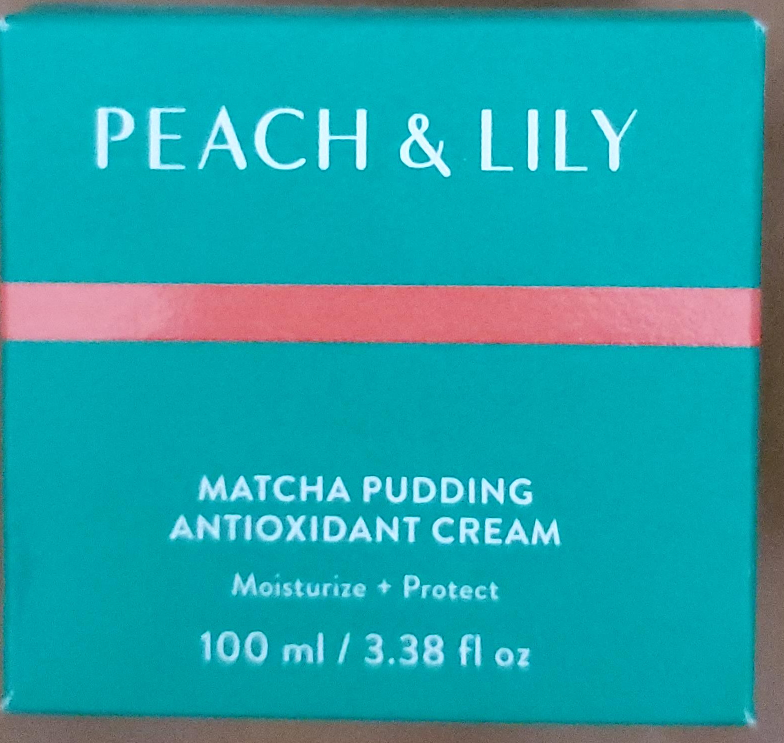 PEACH & LILY
MATCHA PUDDING
ANTIOXIDANT CREAM
Moisturize + Protect
100 ml / 3.38 fl oz